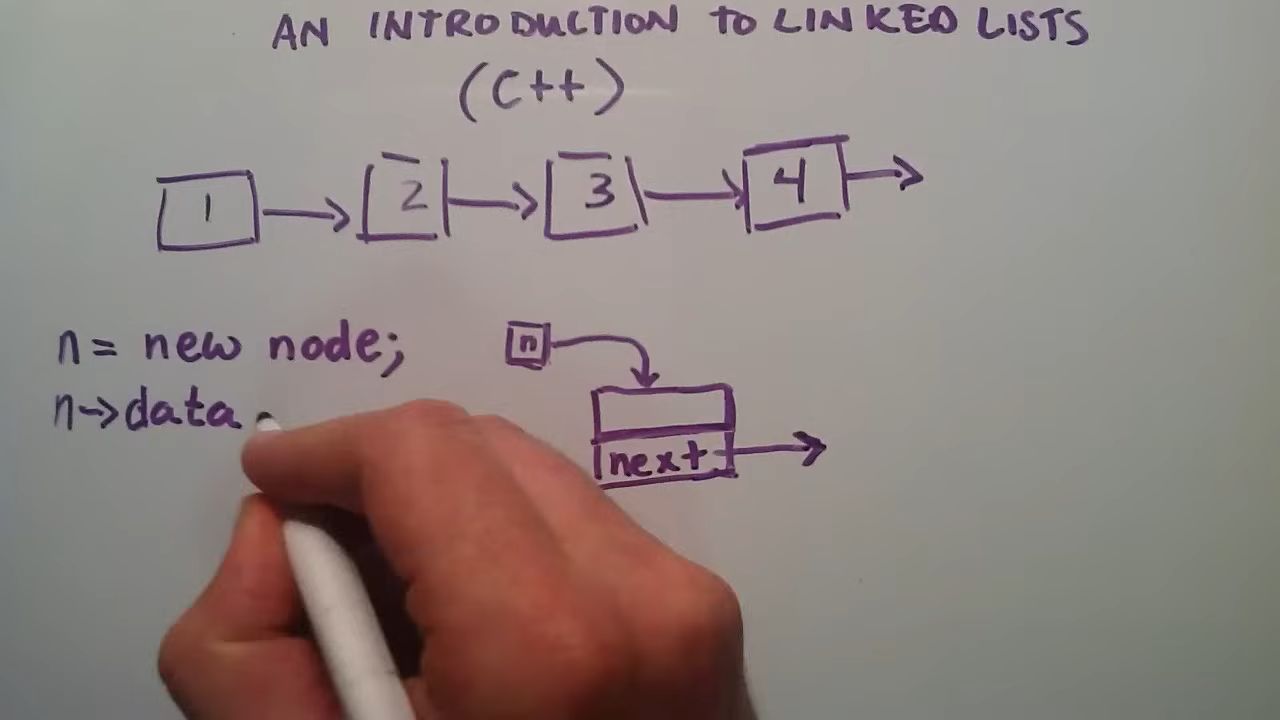 AN INTRODUCTION TO LINKED LISTS
(C++)
1 2 3 4
n = new node;
n
n->data
next